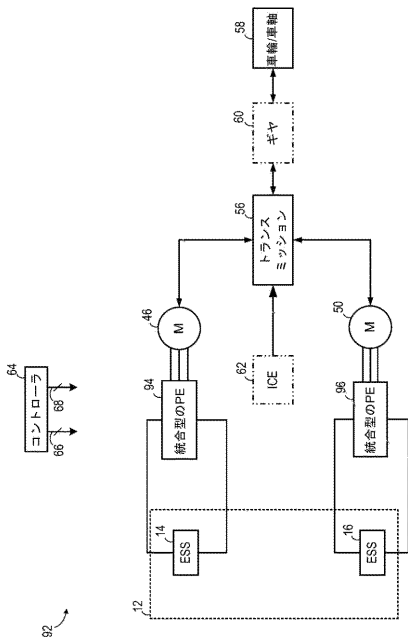 92
64
コントローラ
66
68
12
14
ESS
94
統合型のPE
46
M
62
ICE
56
トランス
ミッション
60
ギヤ
58
車輪/車軸
16
ESS
96
統合型のPE
50
M